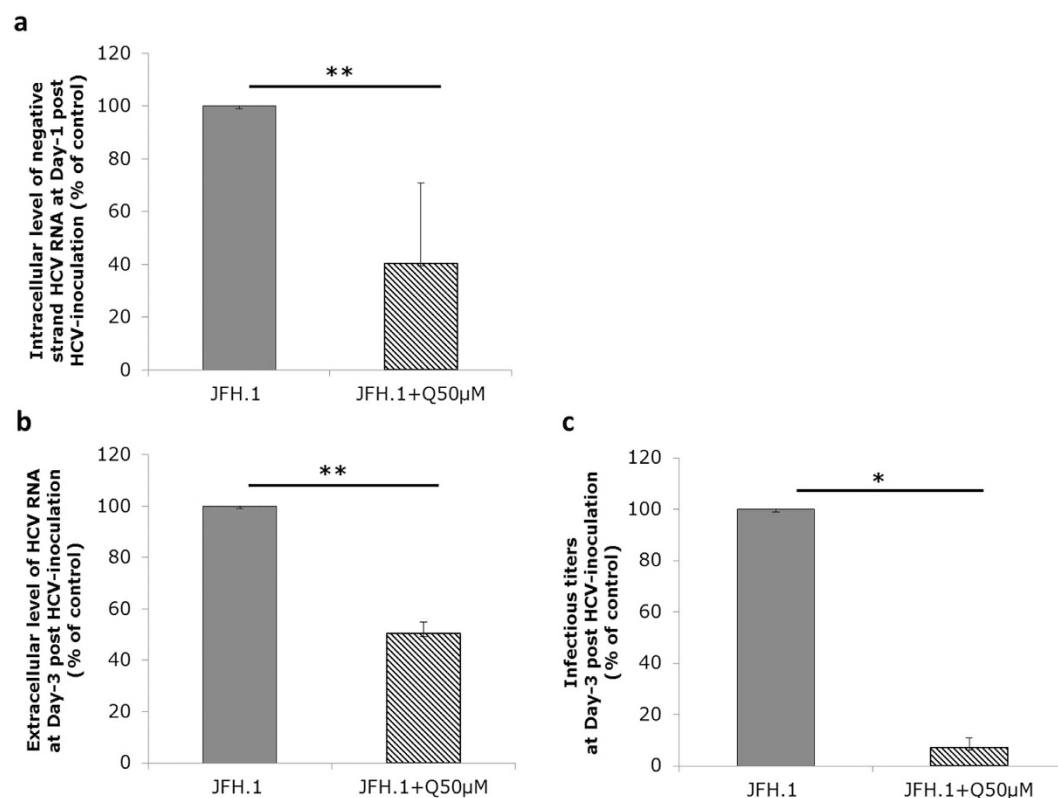 a
Intracellular level of negative
strand HCV RNA at Day-1 post
HCV-inoculation (% of control)
120
100
80
60
40
20
0
**
JFH.1
JFH.1+Q50µM
b
Extracellular level of HCV RNA
at Day-3 post HCV-inoculation
(% of control)
120
100
80
60
40
20
0
**
JFH.1
JFH.1+Q50µM
c
Infectious titers
at Day-3 post HCV-inoculation
(% of control)
120
100
80
60
40
20
0
*
JFH.1
JFH.1+Q50µM